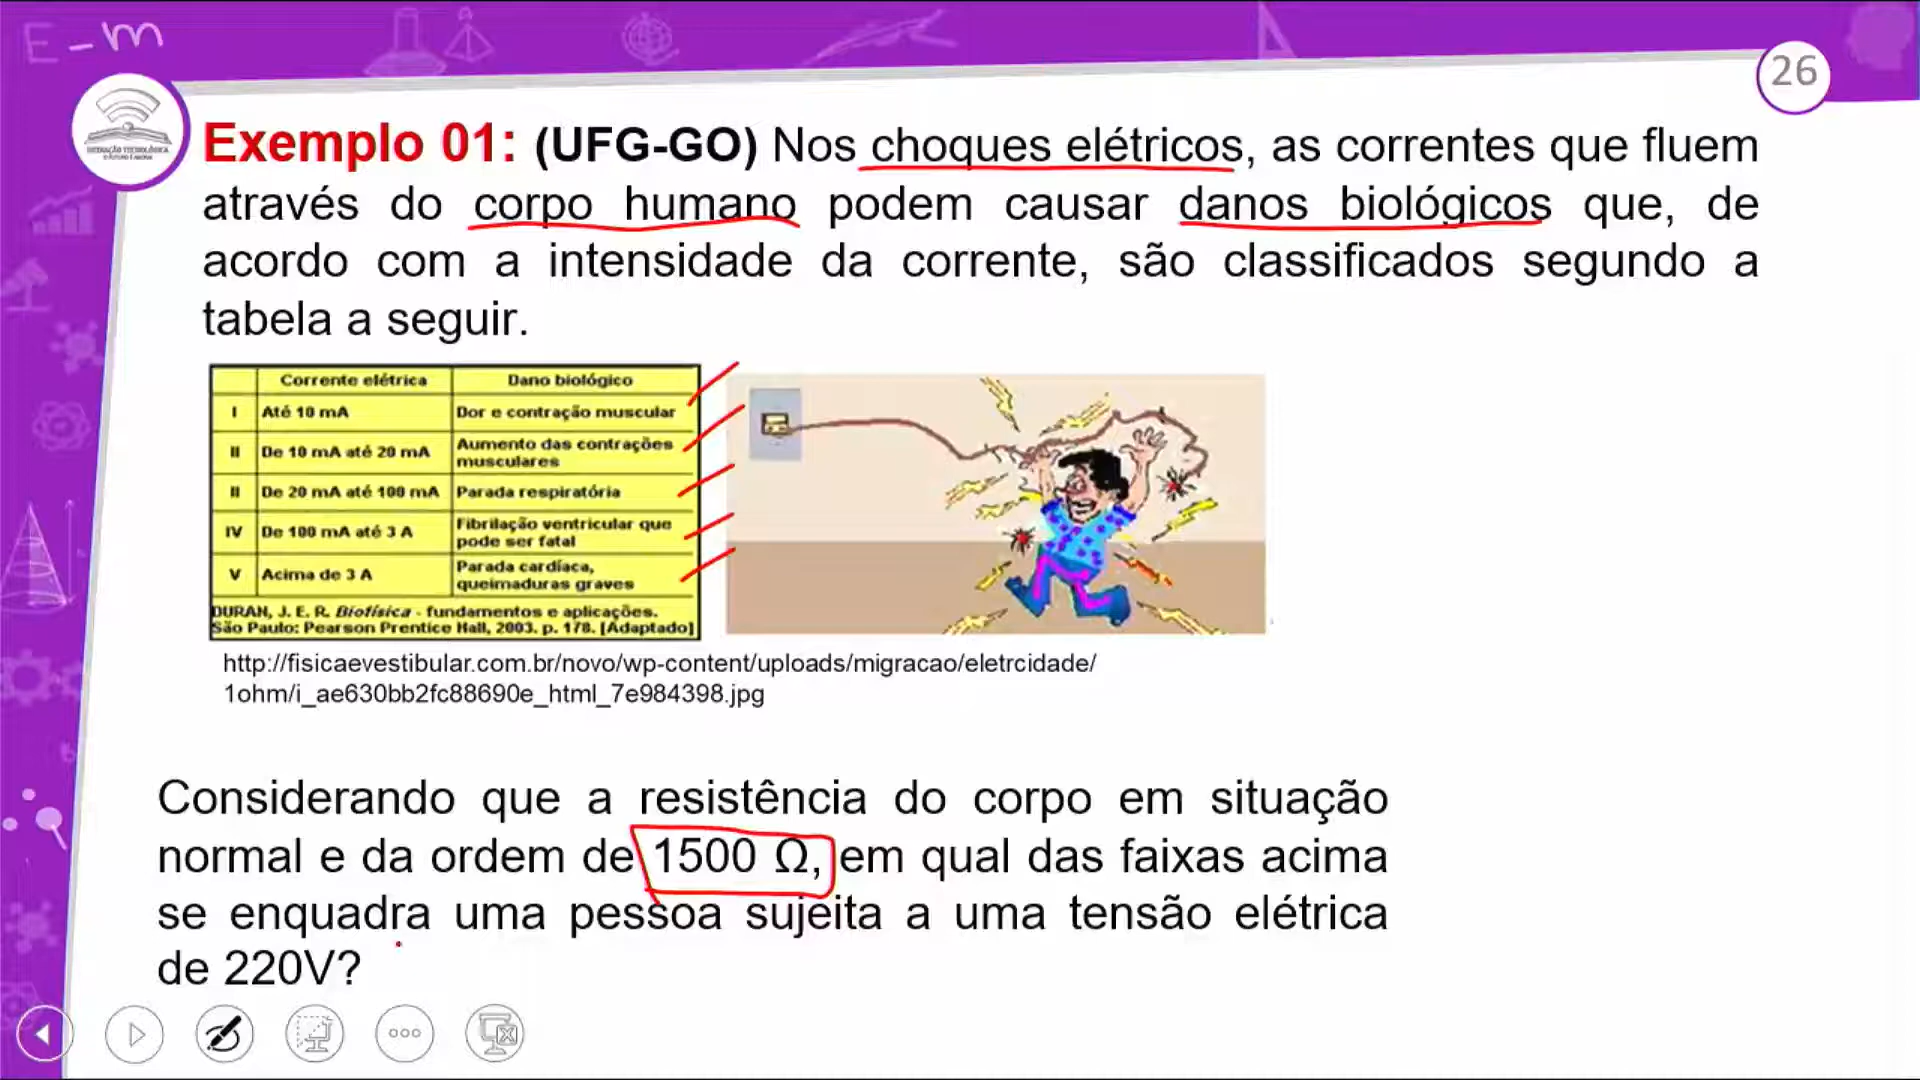 E-m
26
Exemplo 01: (UFG-GO) Nos choques elétricos, as correntes que fluem
através do corpo humano podem causar danos biológicos que, de
acordo com a intensidade da corrente, são classificados segundo a
tabela a seguir.
Corrente elétrica Dano biológico
I Até 10 mA Dor e contração muscular
II De 10 mA até 20 mA Aumento das contrações
musculares
II De 20 mA até 100 mA Parada respiratória
IV De 100 mA até 3 A Fibrilação ventricular que
pode ser fatal
V Acima de 3 A Parada cardíaca,
queimaduras graves
DURAN, J. E. R. Biofísica - fundamentos e aplicações.
São Paulo: Pearson Prentice Hall, 2003. p. 178. [Adaptado]
http://fisicaevestibular.com.br/novo/wp-content/uploads/migracao/eletrcidade/
1ohm/i_ae630bb2fc88690e_html_7e984398.jpg
Considerando que a resistência do corpo em situação
normal e da ordem de 1500 Ω, em qual das faixas acima
se enquadra uma pessoa sujeita a uma tensão elétrica
de 220V?